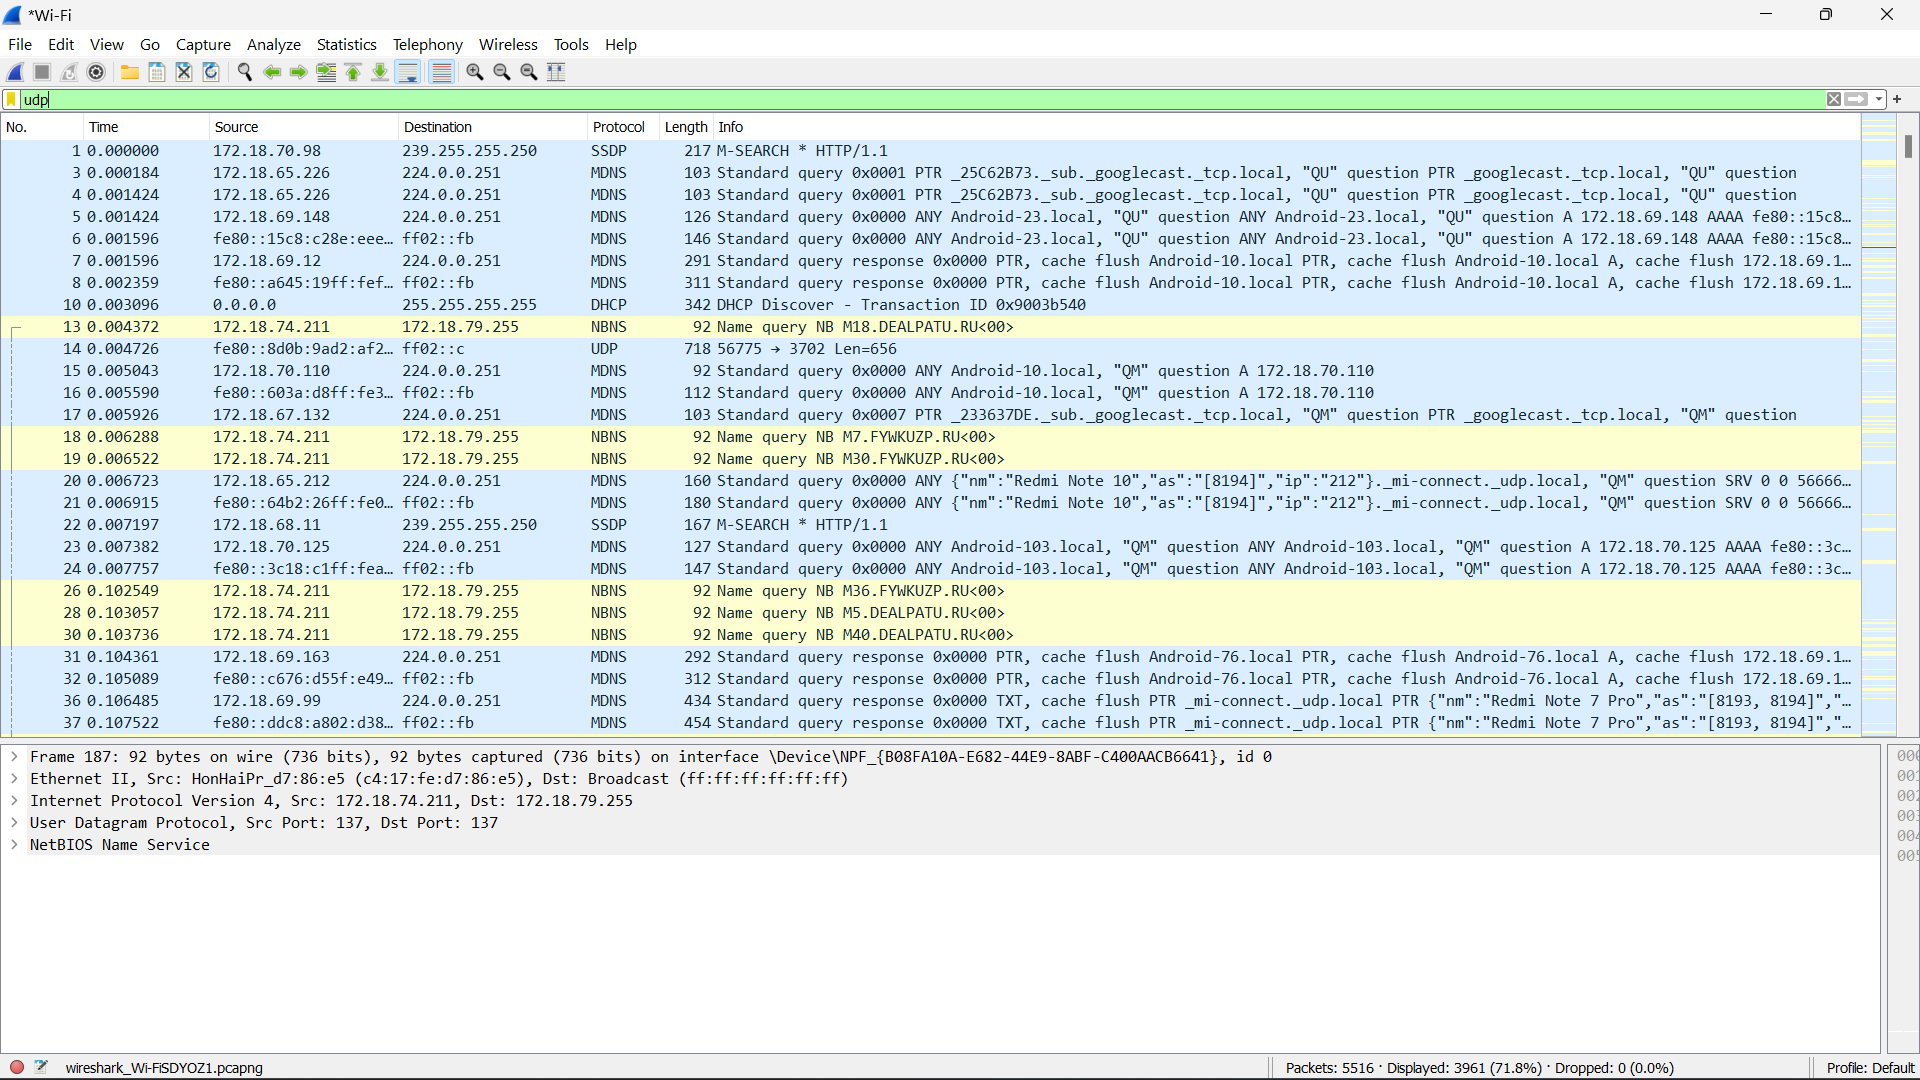 *Wi-Fi
File Edit View Go Capture Analyze Statistics Telephony Wireless Tools Help
udp
No. Time Source Destination Protocol Length Info
1 0.000000 172.18.70.98 239.255.255.250 SSDP 217 M-SEARCH * HTTP/1.1
3 0.000184 172.18.65.226 224.0.0.251 MDNS 103 Standard query 0x0001 PTR _25C62B73._sub._googlecast._tcp.local, "QU" question PTR _googlecast._tcp.local, "QU" question
4 0.001424 172.18.65.226 224.0.0.251 MDNS 103 Standard query 0x0001 PTR _25C62B73._sub._googlecast._tcp.local, "QU" question PTR _googlecast._tcp.local, "QU" question
5 0.001424 172.18.69.148 224.0.0.251 MDNS 126 Standard query 0x0000 ANY Android-23.local, "QU" question ANY Android-23.local, "QU" question A 172.18.69.148 AAAA fe80::15c8…
6 0.001596 fe80::15c8:c28e:eee… ff02::fb MDNS 146 Standard query 0x0000 ANY Android-23.local, "QU" question ANY Android-23.local, "QU" question A 172.18.69.148 AAAA fe80::15c8…
7 0.001596 172.18.69.12 224.0.0.251 MDNS 291 Standard query response 0x0000 PTR, cache flush Android-10.local PTR, cache flush Android-10.local A, cache flush 172.18.69.1…
8 0.002359 fe80::a645:19ff:fef… ff02::fb MDNS 311 Standard query response 0x0000 PTR, cache flush Android-10.local PTR, cache flush Android-10.local A, cache flush 172.18.69.1…
10 0.003096 0.0.0.0 255.255.255.255 DHCP 342 DHCP Discover - Transaction ID 0x9003b540
13 0.004372 172.18.74.211 172.18.79.255 NBNS 92 Name query NB M18.DEALPATU.RU<00>
14 0.004726 fe80::8d0b:9ad2:af2… ff02::c UDP 718 56775 → 3702 Len=656
15 0.005043 172.18.70.110 224.0.0.251 MDNS 92 Standard query 0x0000 ANY Android-10.local, "QM" question A 172.18.70.110
16 0.005590 fe80::603a:d8ff:fe3… ff02::fb MDNS 112 Standard query 0x0000 ANY Android-10.local, "QM" question A 172.18.70.110
17 0.005926 172.18.67.132 224.0.0.251 MDNS 103 Standard query 0x0007 PTR _233637DE._sub._googlecast._tcp.local, "QM" question PTR _googlecast._tcp.local, "QM" question
18 0.006288 172.18.74.211 172.18.79.255 NBNS 92 Name query NB M7.FYWKUZP.RU<00>
19 0.006522 172.18.74.211 172.18.79.255 NBNS 92 Name query NB M30.FYWKUZP.RU<00>
20 0.006723 172.18.65.212 224.0.0.251 MDNS 160 Standard query 0x0000 ANY {"nm":"Redmi Note 10","as":"[8194]","ip":"212"}._mi-connect._udp.local, "QM" question SRV 0 0 56666…
21 0.006915 fe80::64b2:26ff:fe0… ff02::fb MDNS 180 Standard query 0x0000 ANY {"nm":"Redmi Note 10","as":"[8194]","ip":"212"}._mi-connect._udp.local, "QM" question SRV 0 0 56666…
22 0.007197 172.18.68.11 239.255.255.250 SSDP 167 M-SEARCH * HTTP/1.1
23 0.007382 172.18.70.125 224.0.0.251 MDNS 127 Standard query 0x0000 ANY Android-103.local, "QM" question ANY Android-103.local, "QM" question A 172.18.70.125 AAAA fe80::3c…
24 0.007757 fe80::3c18:c1ff:fea… ff02::fb MDNS 147 Standard query 0x0000 ANY Android-103.local, "QM" question ANY Android-103.local, "QM" question A 172.18.70.125 AAAA fe80::3c…
26 0.102549 172.18.74.211 172.18.79.255 NBNS 92 Name query NB M36.FYWKUZP.RU<00>
28 0.103057 172.18.74.211 172.18.79.255 NBNS 92 Name query NB M5.DEALPATU.RU<00>
30 0.103736 172.18.74.211 172.18.79.255 NBNS 92 Name query NB M40.DEALPATU.RU<00>
31 0.104361 172.18.69.163 224.0.0.251 MDNS 292 Standard query response 0x0000 PTR, cache flush Android-76.local PTR, cache flush Android-76.local A, cache flush 172.18.69.1…
32 0.105089 fe80::c676:d55f:e49… ff02::fb MDNS 312 Standard query response 0x0000 PTR, cache flush Android-76.local PTR, cache flush Android-76.local A, cache flush 172.18.69.1…
36 0.106485 172.18.69.99 224.0.0.251 MDNS 434 Standard query response 0x0000 TXT, cache flush PTR _mi-connect._udp.local PTR {"nm":"Redmi Note 7 Pro","as":"[8193, 8194]","…
37 0.107522 fe80::ddc8:a802:d38… ff02::fb MDNS 454 Standard query response 0x0000 TXT, cache flush PTR _mi-connect._udp.local PTR {"nm":"Redmi Note 7 Pro","as":"[8193, 8194]","…
Frame 187: 92 bytes on wire (736 bits), 92 bytes captured (736 bits) on interface \Device\NPF_{B08FA10A-E682-44E9-8ABF-C400AACB6641}, id 0
Ethernet II, Src: HonHaiPr_d7:86:e5 (c4:17:fe:d7:86:e5), Dst: Broadcast (ff:ff:ff:ff:ff:ff)
Internet Protocol Version 4, Src: 172.18.74.211, Dst: 172.18.79.255
User Datagram Protocol, Src Port: 137, Dst Port: 137
NetBIOS Name Service
wireshark_Wi-FiSDYOZ1.pcapng Packets: 5516 · Displayed: 3961 (71.8%) · Dropped: 0 (0.0%) Profile: Default